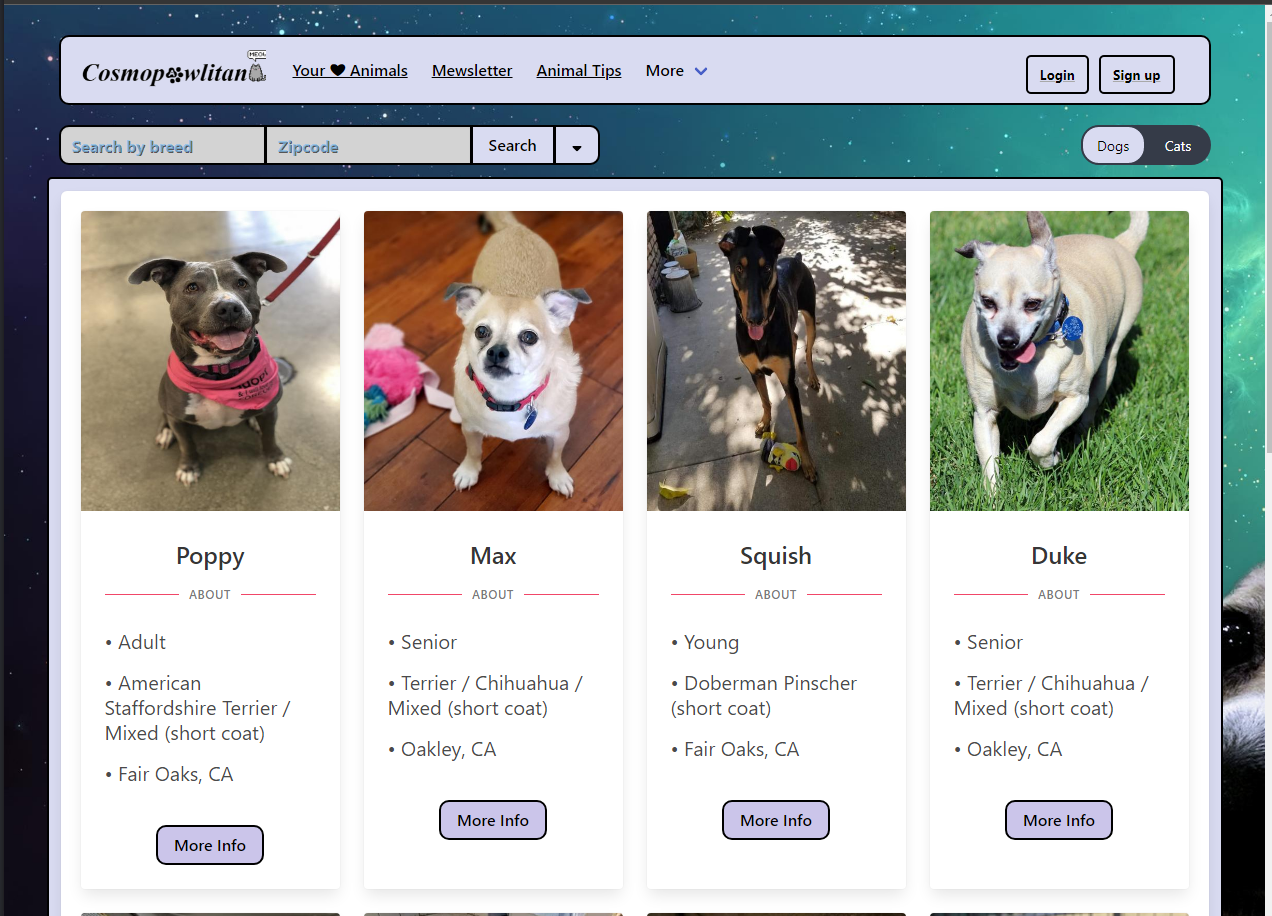 Cosmopawlitan
MEOW
Your Animals
Mewsletter
Animal Tips
More
Login
Sign up
Search by breed
Zipcode
Search
Dogs
Cats
adopt
Poppy
ABOUT
• Adult
• American
Staffordshire Terrier /
Mixed (short coat)
• Fair Oaks, CA
More Info
Max
ABOUT
• Senior
• Terrier / Chihuahua /
Mixed (short coat)
• Oakley, CA
More Info
Squish
ABOUT
• Young
• Doberman Pinscher
(short coat)
• Fair Oaks, CA
More Info
Duke
ABOUT
• Senior
• Terrier / Chihuahua /
Mixed (short coat)
• Oakley, CA
More Info